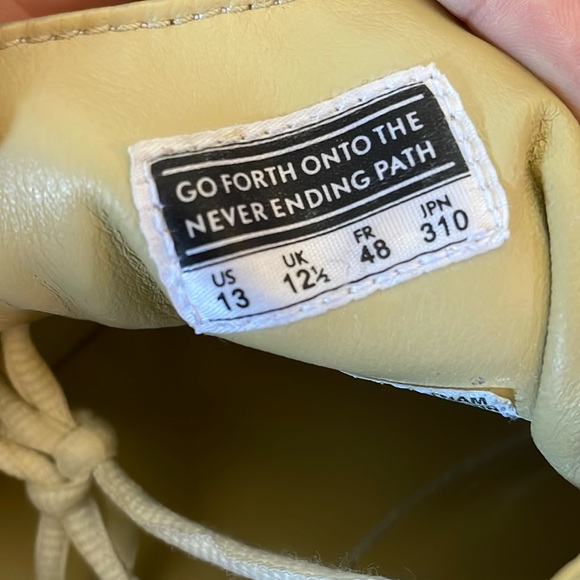 GO FORTH ONTO THE
NEVER ENDING PATH
US UK FR JPN
13 12½ 48 310